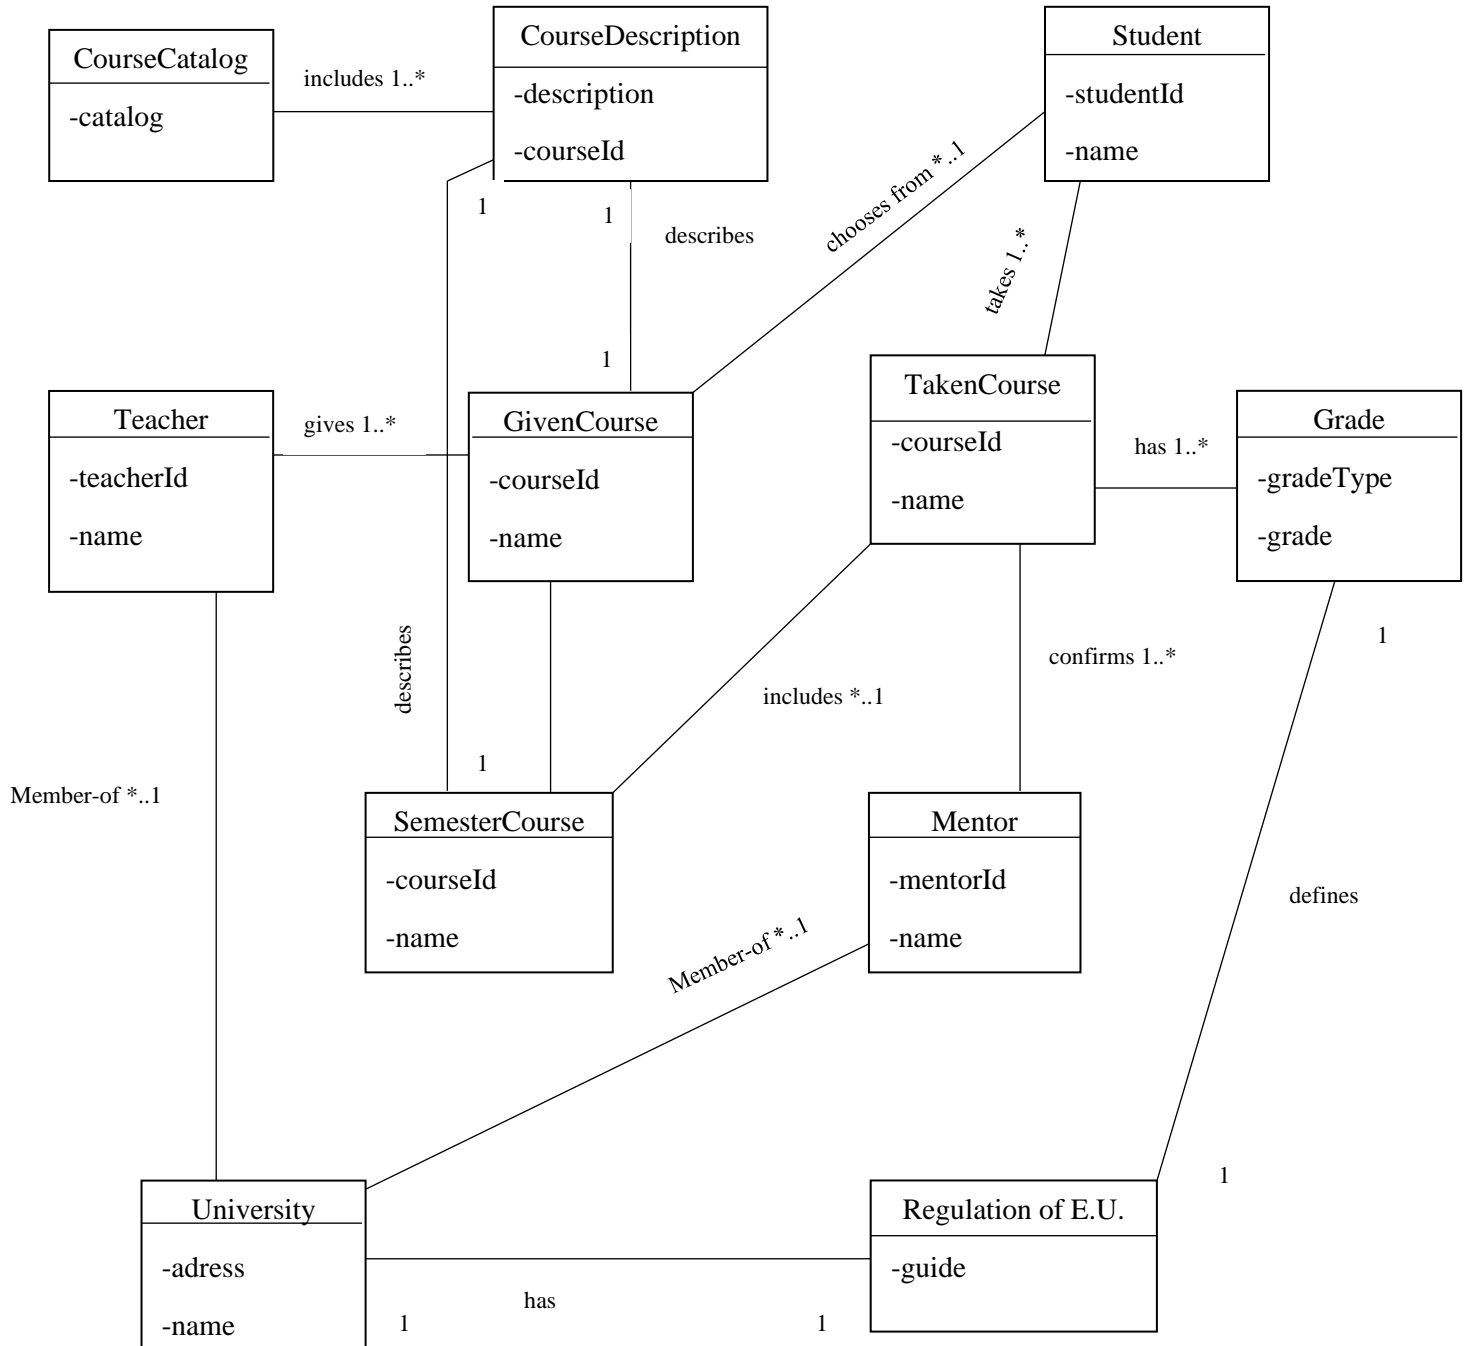 CourseCatalog
-catalog
includes 1..*
CourseDescription
-description
-courseId
Student
-studentId
-name
1
1
describes
chooses from *..1
takes 1..*
1
Teacher
-teacherId
-name
gives 1..*
GivenCourse
-courseId
-name
TakenCourse
-courseId
-name
has 1..*
Grade
-gradeType
-grade
1
describes
includes *..1
confirms 1..*
1
Member-of *..1
SemesterCourse
-courseId
-name
Mentor
-mentorId
-name
defines
Member-of *..1
1
University
-adress
-name
Regulation of E.U.
-guide
has
1
1